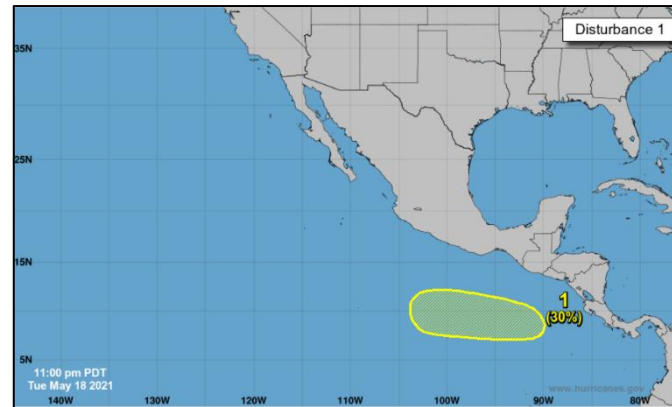 Disturbance 1
35N
25N
15N
1
(30%)
5N
11:00 pm PDT
Tue May 18 2021
www.hurricanes.gov
140W
130W
120W
110W
100W
90W
80W